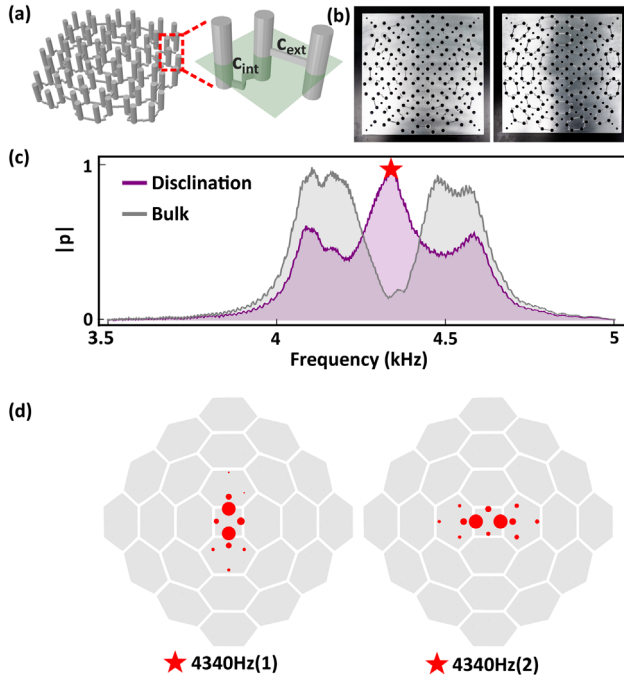 (a)
c_int
c_ext
(b)
(c)
1
|p|
0
Disclination
Bulk
3.5
4
4.5
5
Frequency (kHz)
(d)
4340Hz(1)
4340Hz(2)